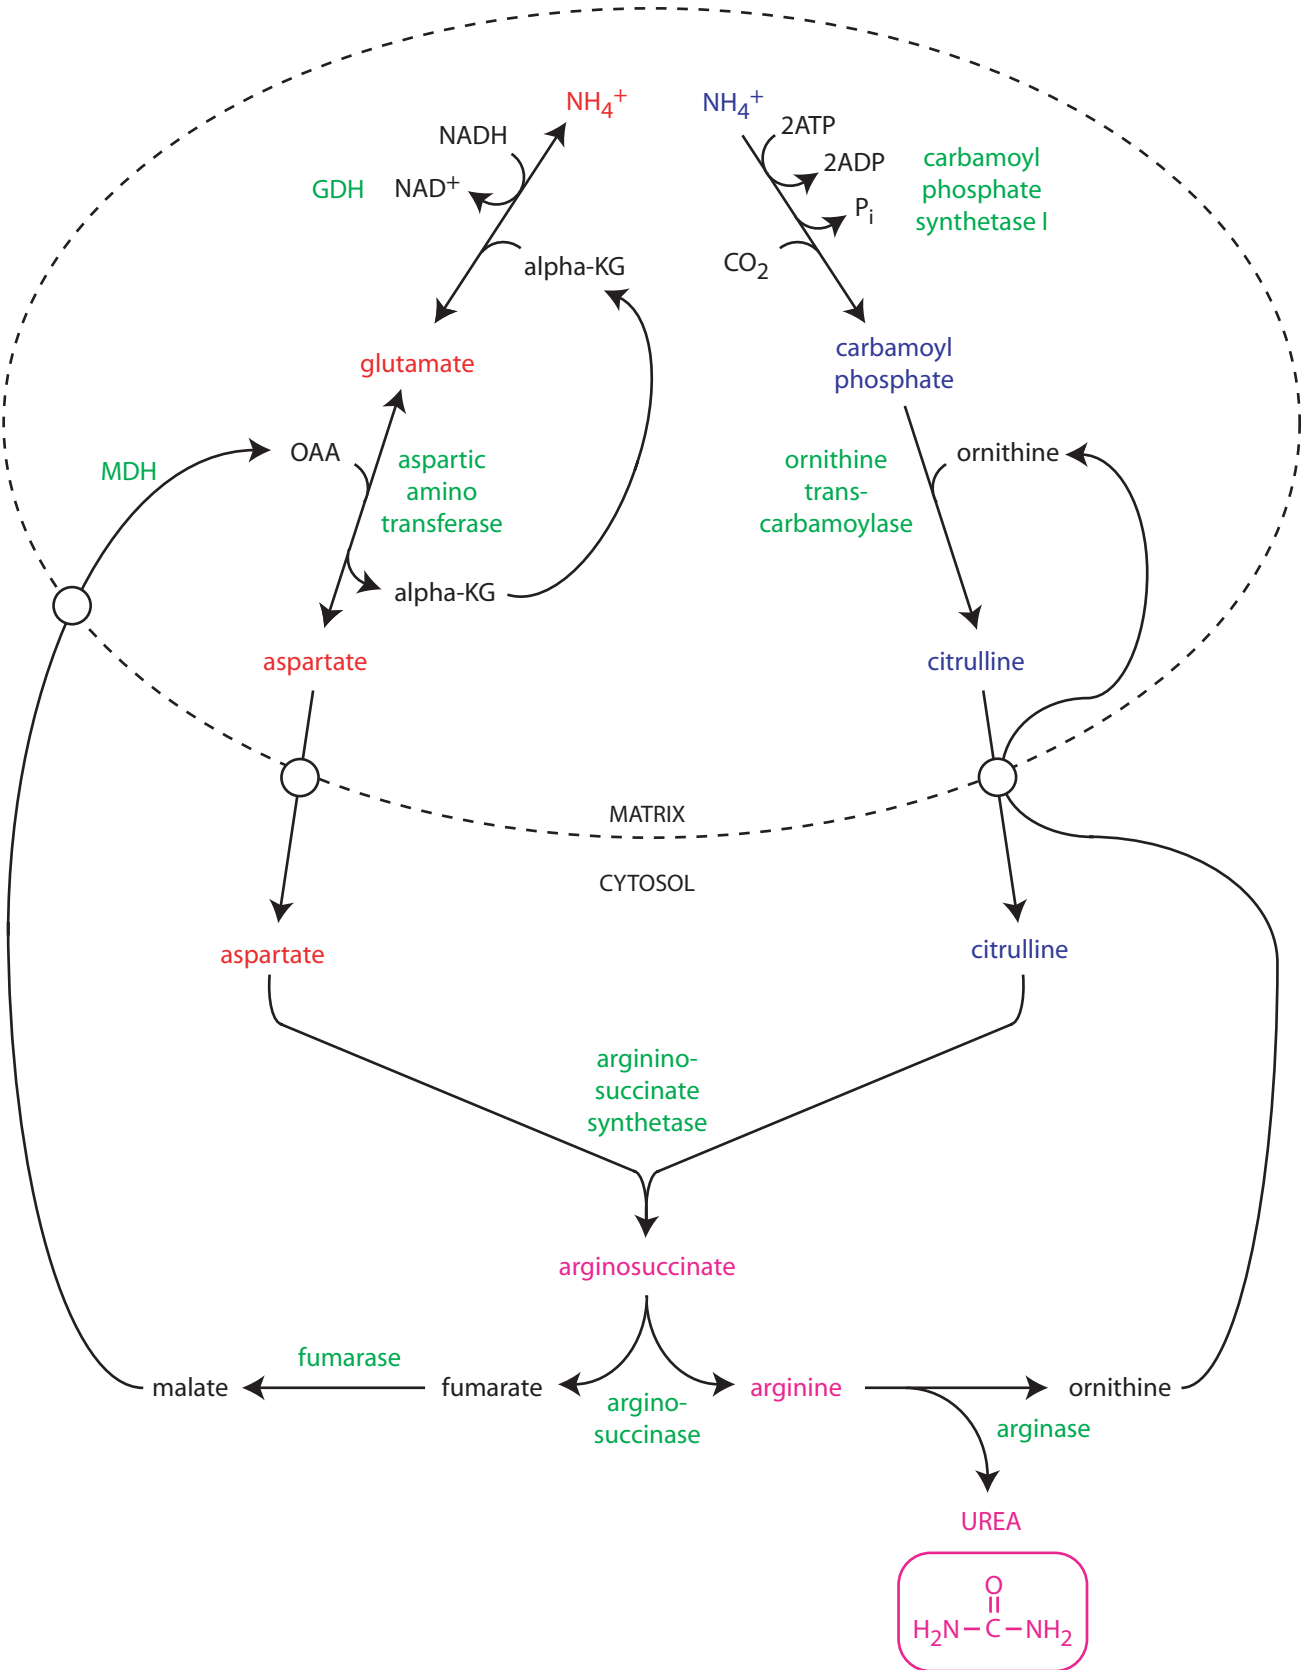 NH4+
NH4+
NADH
2ATP
GDH
NAD+
2ADP
carbamoyl
phosphate
synthetase I
Pi
alpha-KG
CO2
glutamate
carbamoyl
phosphate
MDH
OAA
aspartic
amino
transferase
ornithine
trans-
carbamoylase
ornithine
alpha-KG
aspartate
citrulline
MATRIX
CYTOSOL
aspartate
citrulline
arginino-
succinate
synthetase
arginosuccinate
malate
fumarase
fumarate
argino-
succinase
arginine
ornithine
arginase
UREA
O
H2N–C–NH2